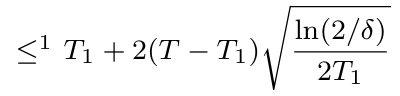 ≤¹ T₁ + 2(T − T₁)√(ln(2/δ)/(2T₁))